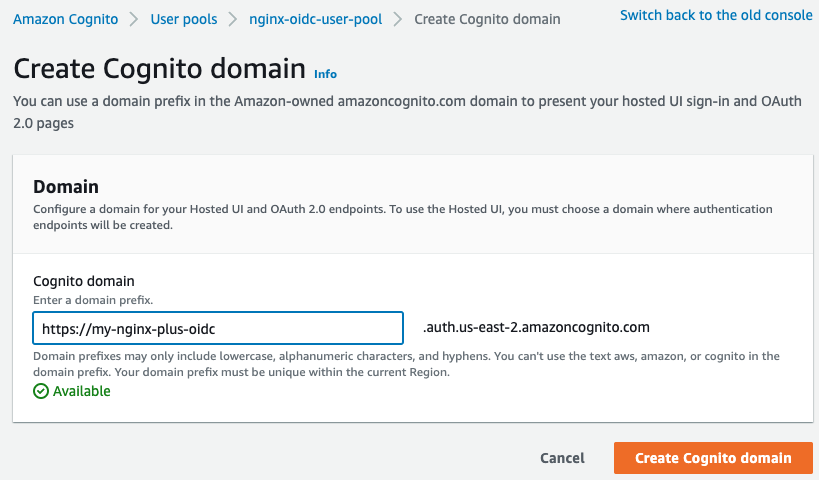 Amazon Cognito > User pools > nginx-oidc-user-pool > Create Cognito domain
Switch back to the old console
Create Cognito domain Info
You can use a domain prefix in the Amazon-owned amazoncognito.com domain to present your hosted UI sign-in and OAuth
2.0 pages
Domain
Configure a domain for your Hosted UI and OAuth 2.0 endpoints. To use the Hosted UI, you must choose a domain where authentication
endpoints will be created.
Cognito domain
Enter a domain prefix.
https://my-nginx-plus-oidc .auth.us-east-2.amazoncognito.com
Domain prefixes may only include lowercase, alphanumeric characters, and hyphens. You can't use the text aws, amazon, or cognito in the
domain prefix. Your domain prefix must be unique within the current Region.
Available
Cancel Create Cognito domain